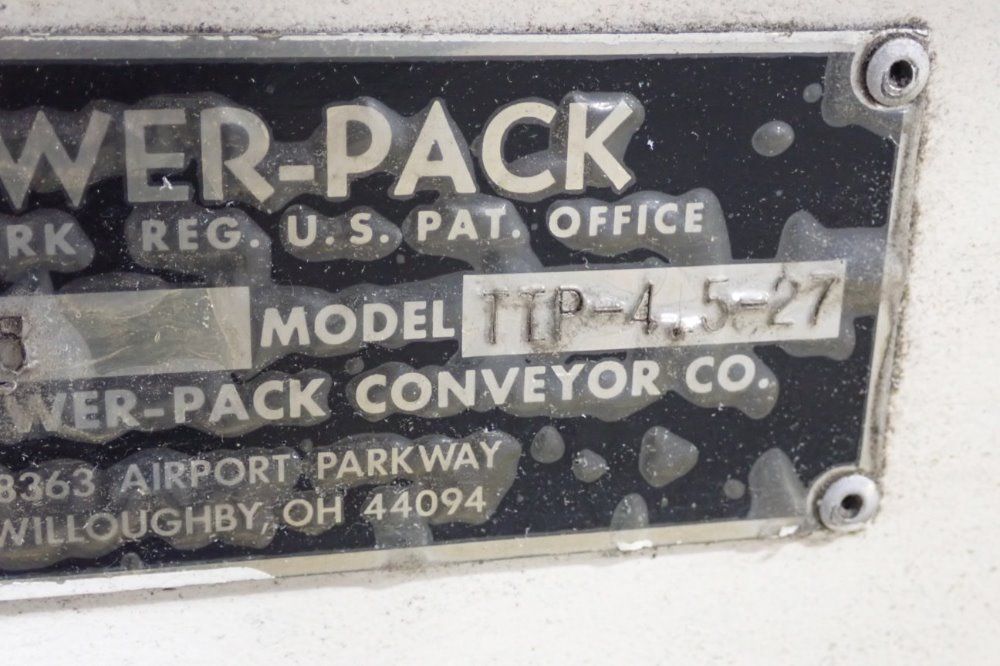 WER-PACK
RK REG. U.S. PAT. OFFICE
MODEL TTP-4.5-27
WER-PACK CONVEYOR CO.
8363 AIRPORT PARKWAY
WILLOUGHBY, OH 44094